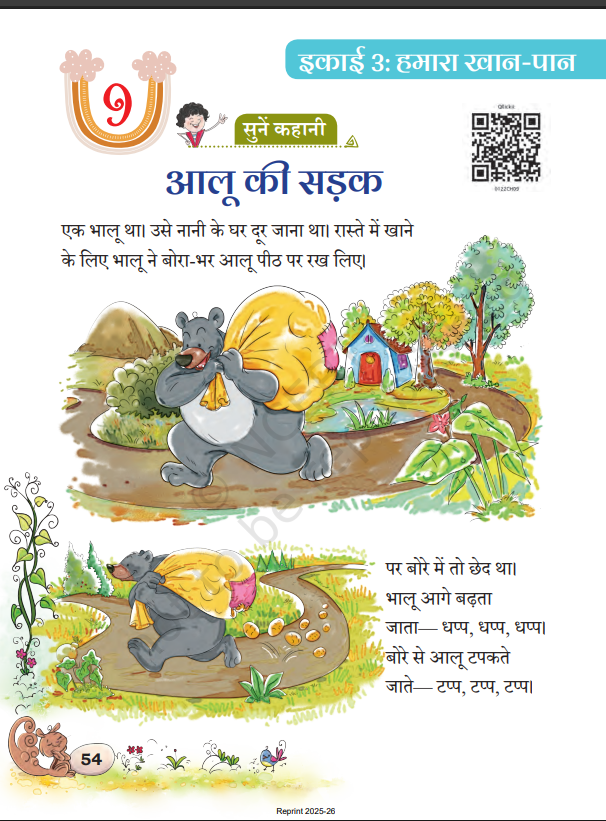 इकाई 3: हमारा खान-पान
९
सुनें कहानी
0122CH09
आलू की सड़क
एक भालू था। उसे नानी के घर दूर जाना था। रास्ते में खाने
के लिए भालू ने बोरा-भर आलू पीठ पर रख लिए।
पर बोरे में तो छेद था।
भालू आगे बढ़ता
जाता— धप्प, धप्प, धप्प।
बोरे से आलू टपकते
जाते— टप्प, टप्प, टप्प।
54
Reprint 2025-26